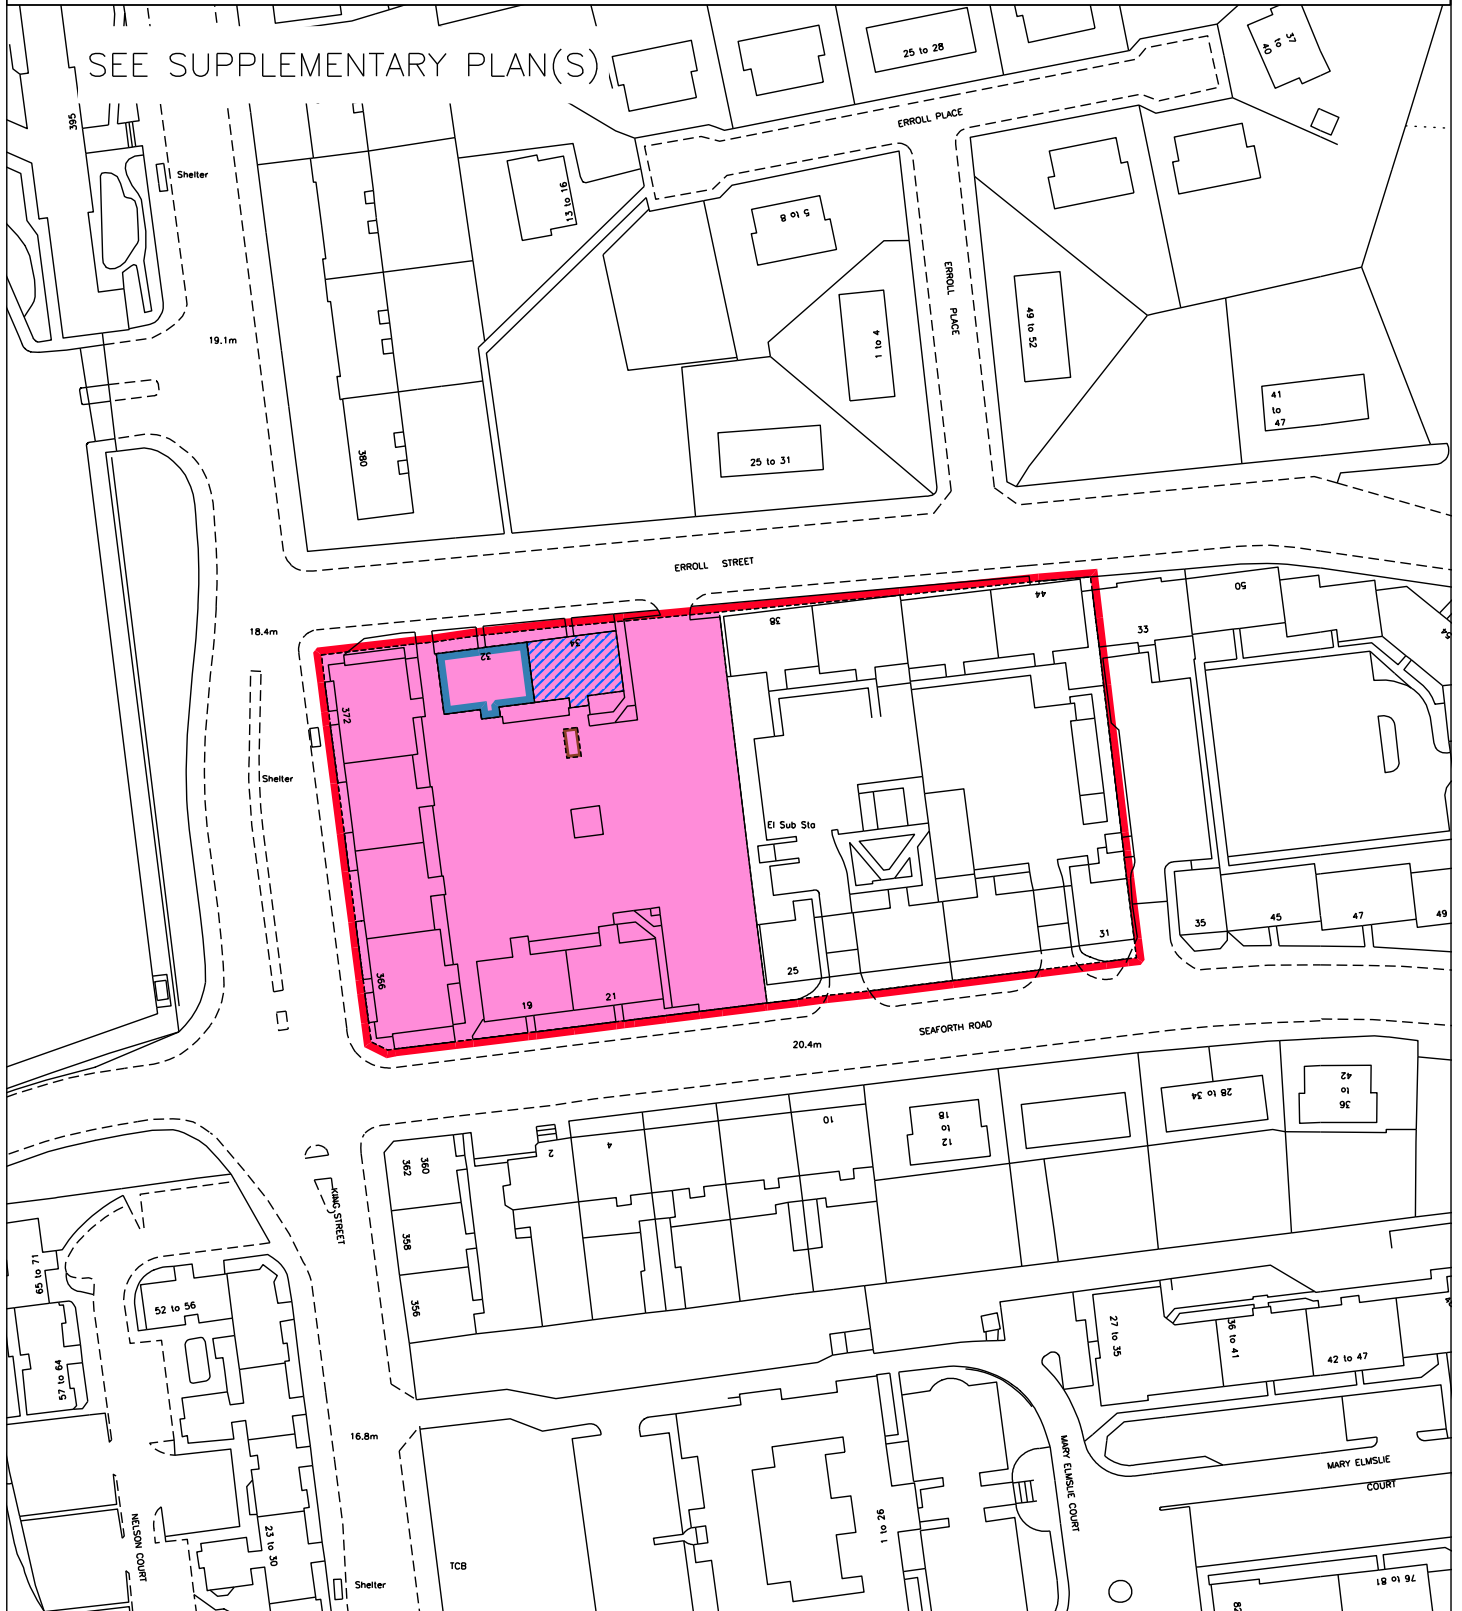 SEE SUPPLEMENTARY PLAN(S)
25 to 28
37
to
40
395
ERROLL PLACE
Shelter
13 to 16
5 to 8
ERROLL PLACE
19.1m
1 to 4
49 to 52
41
to
47
380
25 to 31
ERROLL STREET
18.4m
32
34
38
44
33
50
54
372
Shelter
El Sub Sta
366
19
21
25
31
35
45
47
49
SEAFORTH ROAD
20.4m
362
360
2
4
10
12
to
18
28 to 34
36
to
42
KING STREET
358
65 to 71
52 to 56
356
27 to 35
36 to 41
42 to 47
57 to 64
16.8m
MARY ELMSLIE COURT
MARY ELMSLIE
COURT
NELSON COURT
23 to 30
1 to 26
TCB
Shelter
76 to 81
82